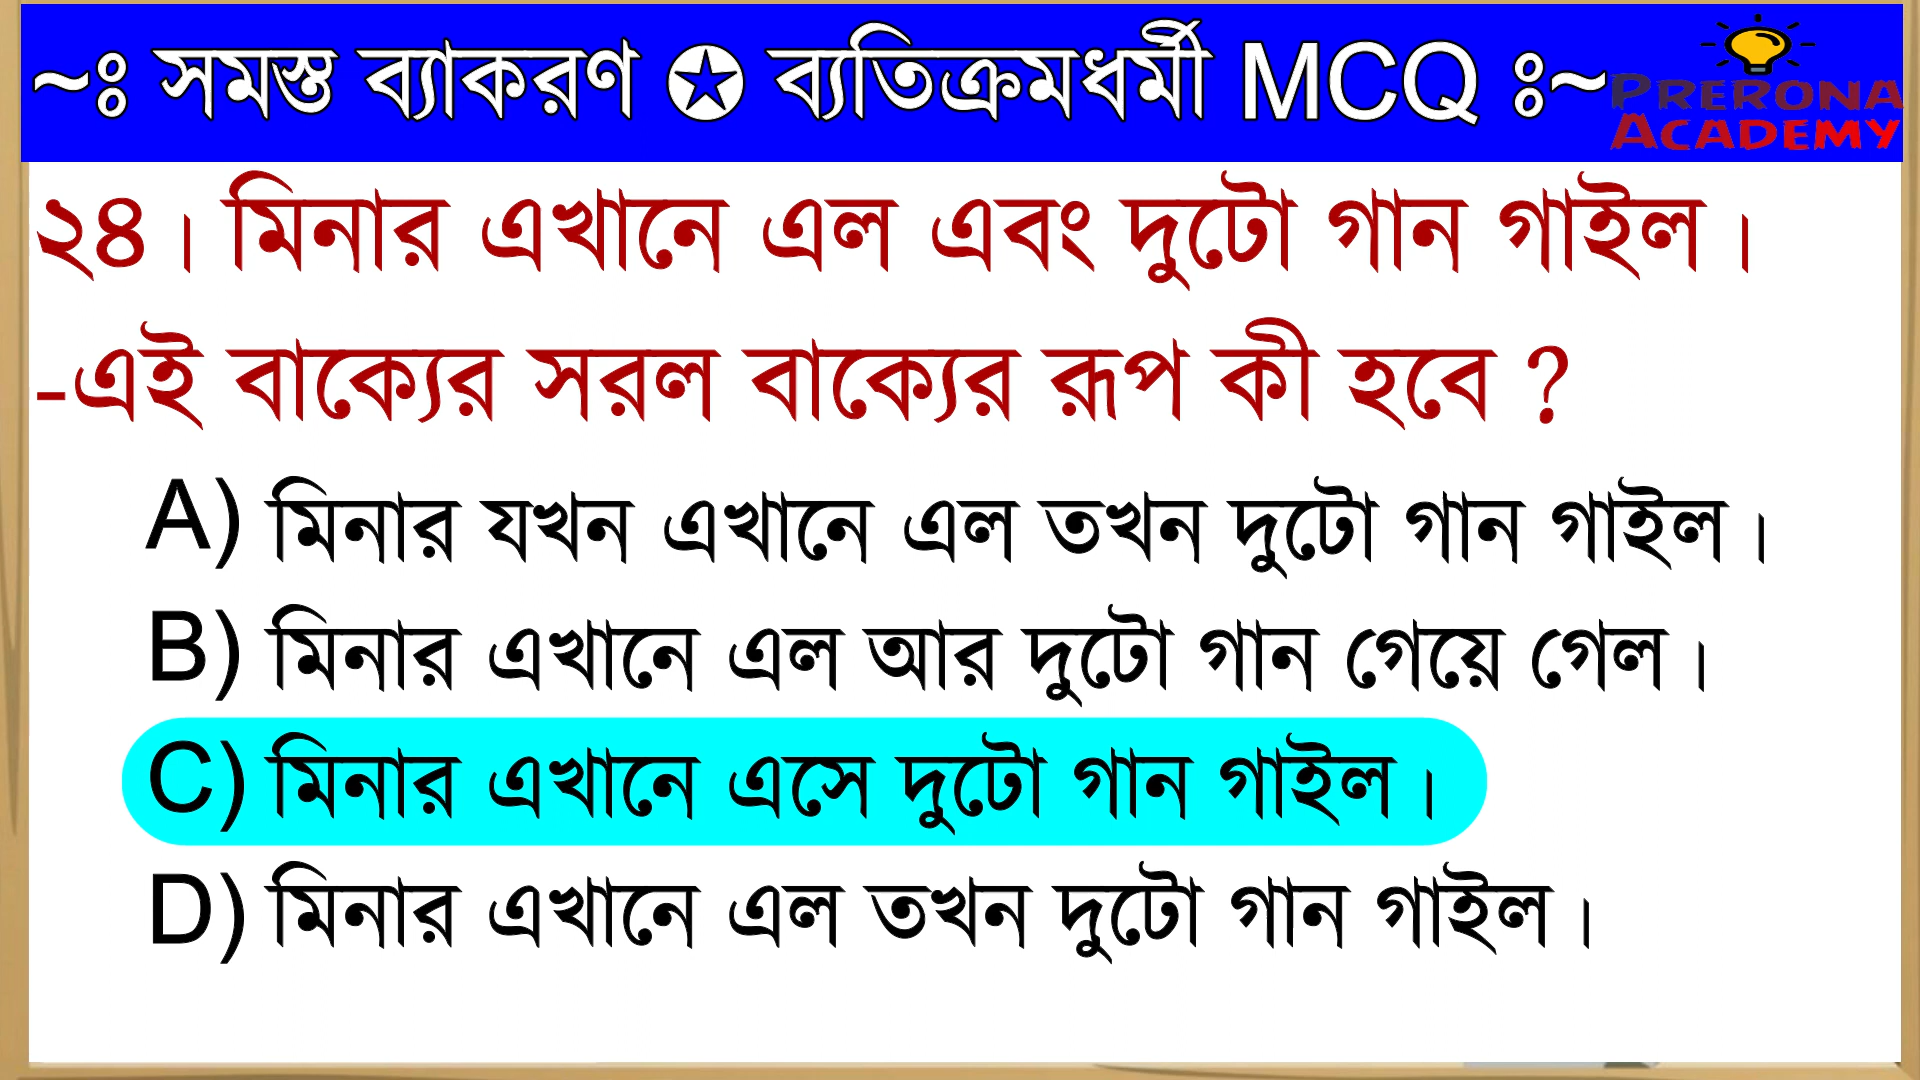 ~ঃ সমস্ত ব্যাকরণ ✪ ব্যতিক্রমধর্মী MCQ ঃ~
PRERONA
ACADEMY
২৪। মিনার এখানে এল এবং দুটো গান গাইল।
-এই বাক্যের সরল বাক্যের রূপ কী হবে ?
A) মিনার যখন এখানে এল তখন দুটো গান গাইল।
B) মিনার এখানে এল আর দুটো গান গেয়ে গেল।
C) মিনার এখানে এসে দুটো গান গাইল।
D) মিনার এখানে এল তখন দুটো গান গাইল।